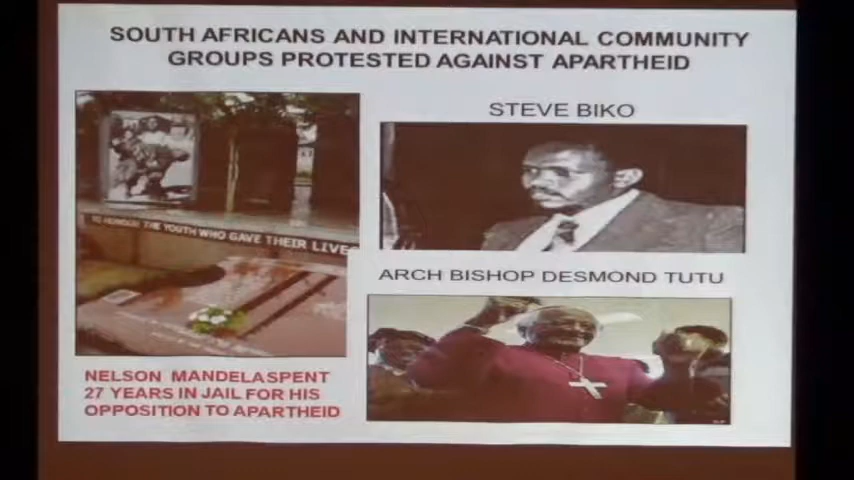 SOUTH AFRICANS AND INTERNATIONAL COMMUNITY
GROUPS PROTESTED AGAINST APARTHEID
STEVE BIKO
TO HONOUR THE YOUTH WHO GAVE THEIR LIVES
ARCH BISHOP DESMOND TUTU
NELSON MANDELASPENT
27 YEARS IN JAIL FOR HIS
OPPOSITION TO APARTHEID